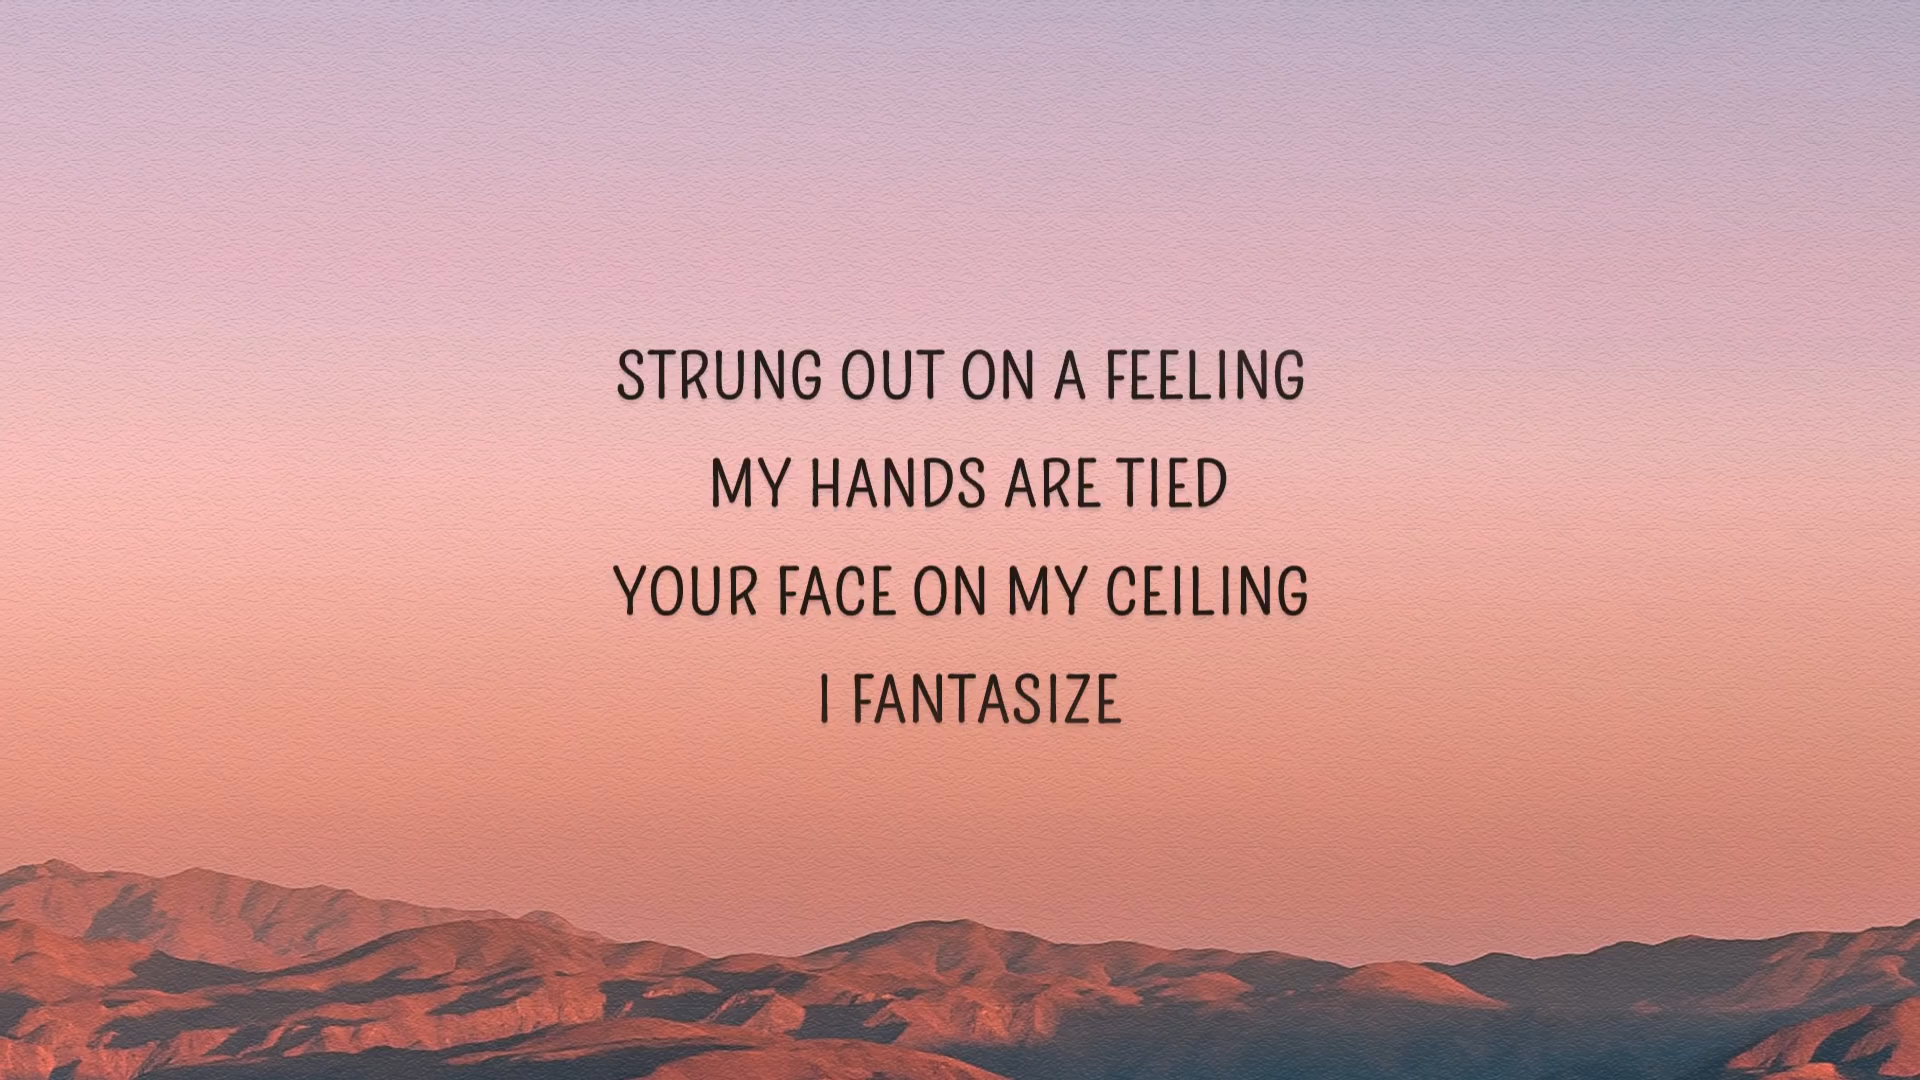 STRUNG OUT ON A FEELING
MY HANDS ARE TIED
YOUR FACE ON MY CEILING
I FANTASIZE